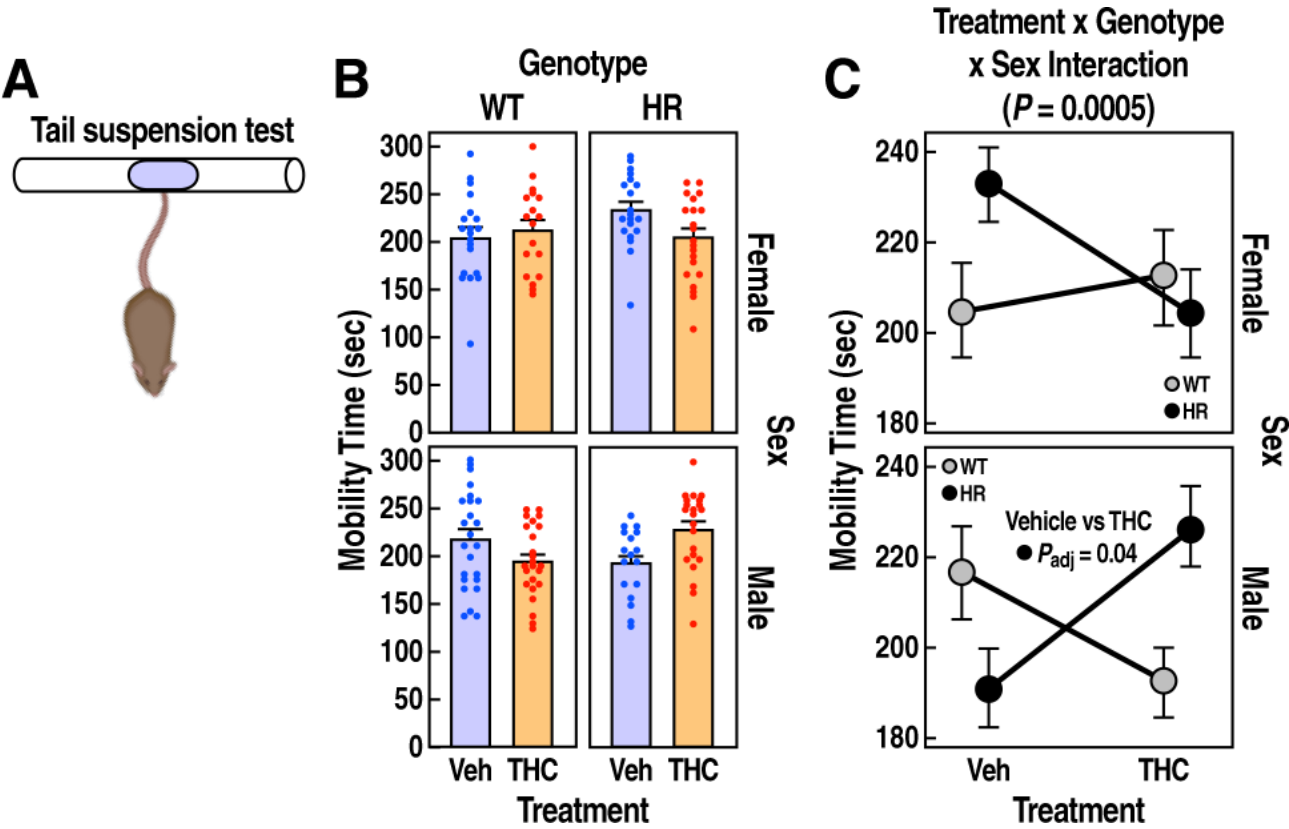 A
Tail suspension test
B
Genotype
WT
HR
Mobility Time (sec)
300
250
200
150
100
50
0
Female
300
250
200
150
100
50
0
Male
Sex
Veh
THC
Veh
THC
Treatment
C
Treatment x Genotype
x Sex Interaction
(P = 0.0005)
Mobility Time (sec)
240
220
200
180
WT
HR
Female
240
220
200
180
WT
HR
Vehicle vs THC
Padj = 0.04
Male
Sex
Veh
THC
Treatment